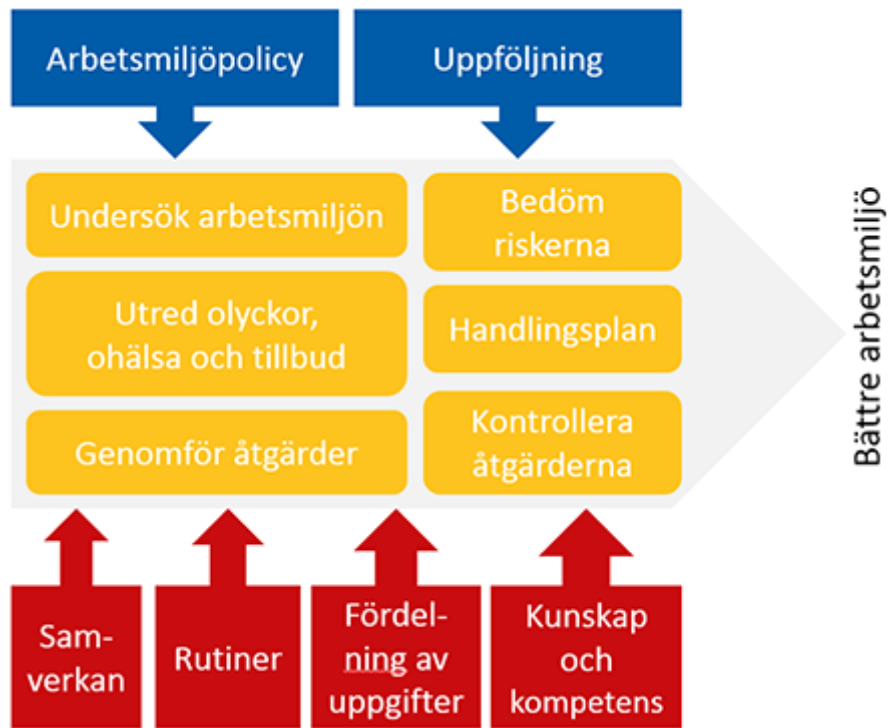 Arbetsmiljöpolicy
Uppföljning
Undersök arbetsmiljön
Bedöm
riskerna
Utred olyckor,
ohälsa och tillbud
Handlingsplan
Genomför åtgärder
Kontrollera
åtgärderna
Bättre arbetsmiljö
Sam-
verkan
Rutiner
Fördel-
ning av
uppgifter
Kunskap
och
kompetens